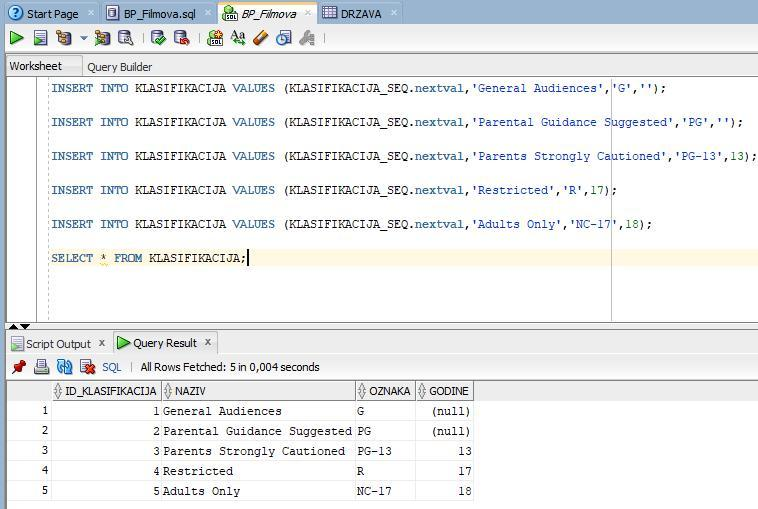 Start Page BP_Filmova.sql BP_Filmova DRZAVA
Worksheet Query Builder
INSERT INTO KLASIFIKACIJA VALUES (KLASIFIKACIJA_SEQ.nextval,'General Audiences','G','');
INSERT INTO KLASIFIKACIJA VALUES (KLASIFIKACIJA_SEQ.nextval,'Parental Guidance Suggested','PG','');
INSERT INTO KLASIFIKACIJA VALUES (KLASIFIKACIJA_SEQ.nextval,'Parents Strongly Cautioned','PG-13',13);
INSERT INTO KLASIFIKACIJA VALUES (KLASIFIKACIJA_SEQ.nextval,'Restricted','R',17);
INSERT INTO KLASIFIKACIJA VALUES (KLASIFIKACIJA_SEQ.nextval,'Adults Only','NC-17',18);
SELECT * FROM KLASIFIKACIJA;
Script Output x Query Result x
SQL | All Rows Fetched: 5 in 0,004 seconds
ID_KLASIFIKACIJA NAZIV OZNAKA GODINE
1 1 General Audiences G (null)
2 2 Parental Guidance Suggested PG (null)
3 3 Parents Strongly Cautioned PG-13 13
4 4 Restricted R 17
5 5 Adults Only NC-17 18